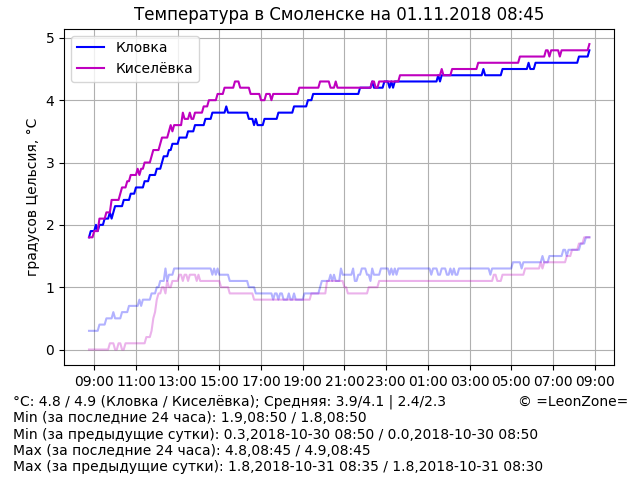 Температура в Смоленске на 01.11.2018 08:45
градусов Цельсия, °C
5
4
3
2
1
0
Кловка
Киселёвка
09:00 11:00 13:00 15:00 17:00 19:00 21:00 23:00 01:00 03:00 05:00 07:00 09:00
°C: 4.8 / 4.9 (Кловка / Киселёвка); Средняя: 3.9/4.1 | 2.4/2.3 © =LeonZone=
Min (за последние 24 часа): 1.9,08:50 / 1.8,08:50
Min (за предыдущие сутки): 0.3,2018-10-30 08:50 / 0.0,2018-10-30 08:50
Max (за последние 24 часа): 4.8,08:45 / 4.9,08:45
Max (за предыдущие сутки): 1.8,2018-10-31 08:35 / 1.8,2018-10-31 08:30